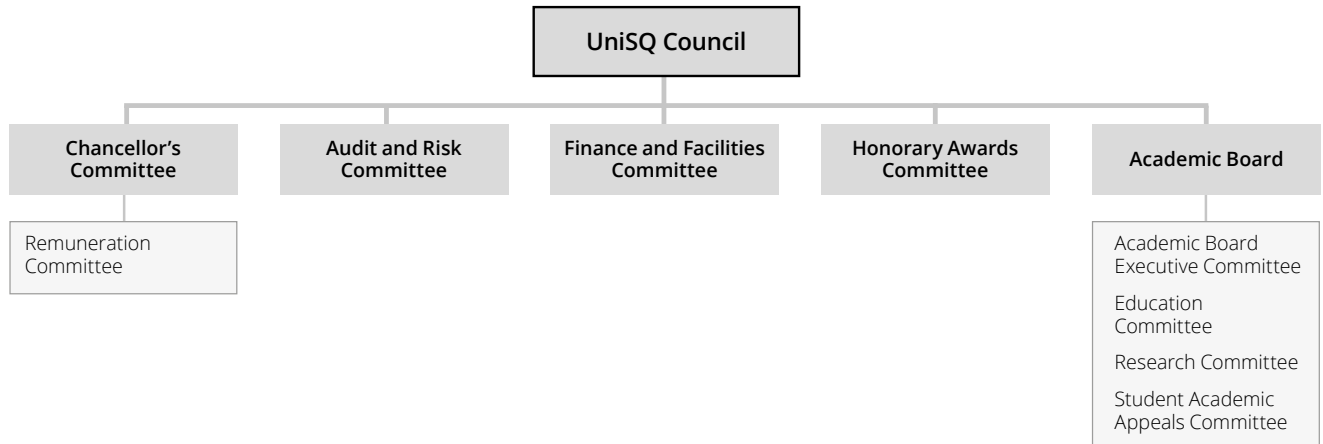 UniSQ Council
Chancellor’s
Committee
Audit and Risk
Committee
Finance and Facilities
Committee
Honorary Awards
Committee
Academic Board
Remuneration
Committee
Academic Board
Executive Committee
Education
Committee
Research Committee
Student Academic
Appeals Committee